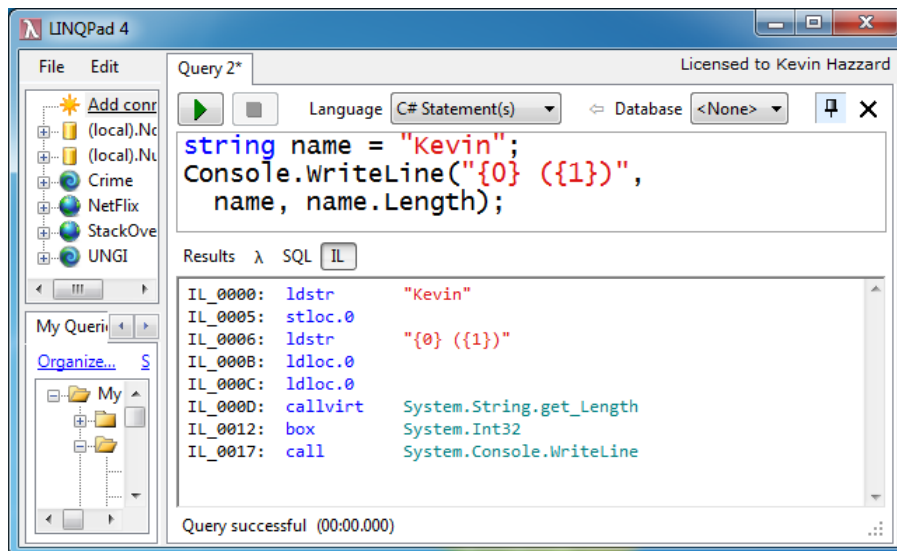 LINQPad 4
File Edit
Query 2*
Licensed to Kevin Hazzard
Add conr
(local).Nc
(local).Nu
Crime
NetFlix
StackOve
UNGI
Language C# Statement(s) Database <None>
string name = "Kevin";
Console.WriteLine("{0} ({1})",
name, name.Length);
Results λ SQL IL
IL_0000: ldstr "Kevin"
IL_0005: stloc.0
IL_0006: ldstr "{0} ({1})"
IL_000B: ldloc.0
IL_000C: ldloc.0
IL_000D: callvirt System.String.get_Length
IL_0012: box System.Int32
IL_0017: call System.Console.WriteLine
My Queri
Organize... S
My
Query successful (00:00.000)